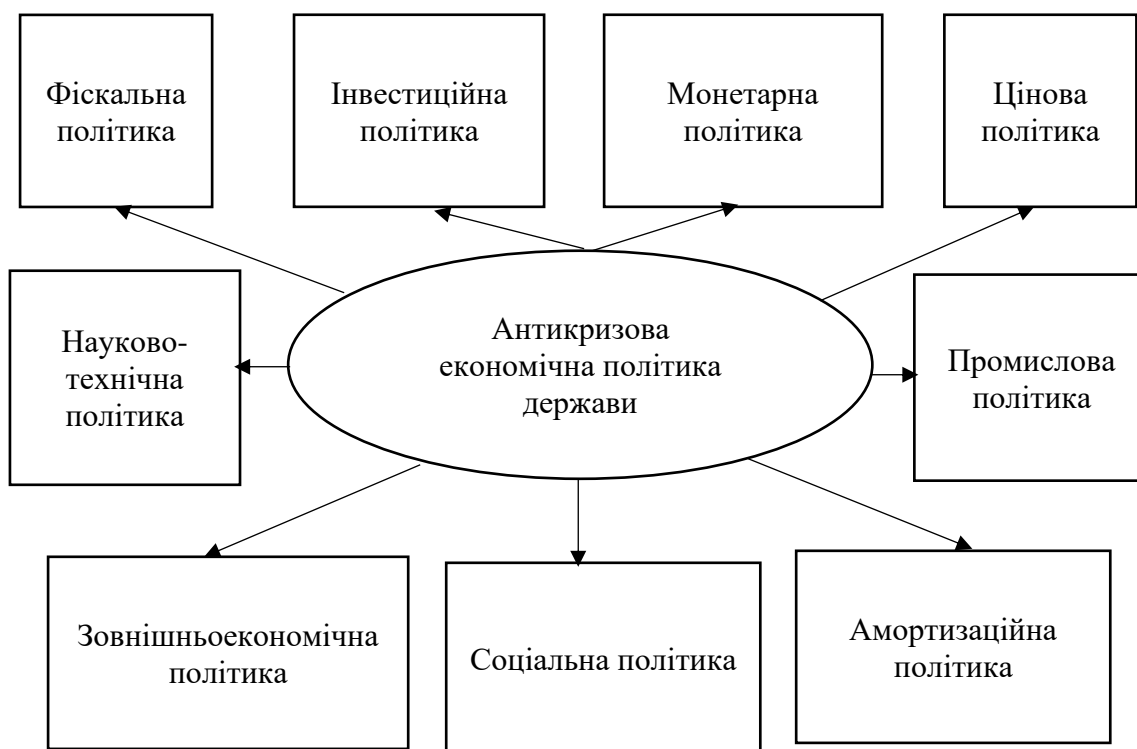 Фіскальна
політика
Інвестиційна
політика
Монетарна
політика
Цінова
політика
Науково-
технічна
політика
Антикризова
економічна політика
держави
Промислова
політика
Зовнішньоекономічна
політика
Соціальна політика
Амортизаційна
політика